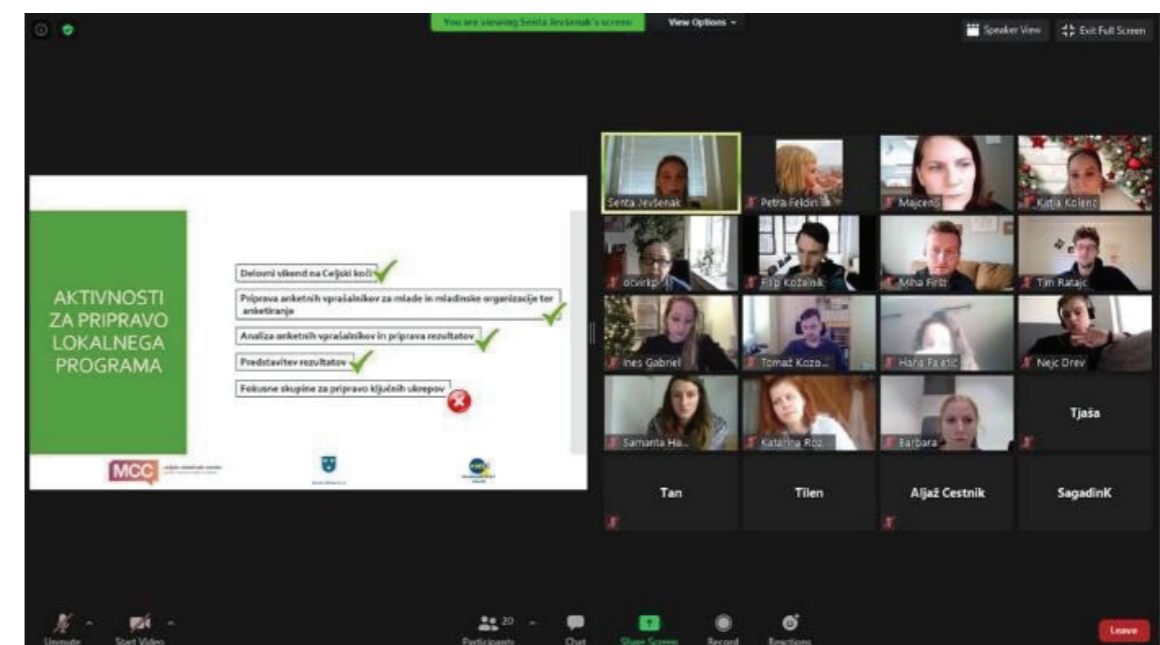 You are viewing Senta Jevšenak's screen
View Options
Speaker View
Exit Full Screen
AKTIVNOSTI
ZA PRIPRAVO
LOKALNEGA
PROGRAMA
Delovni vikend na Celjski koči
Priprava anketnih vprašalnikov za mlade in mladinske organizacije ter
anketiranje
Analiza anketnih vprašalnikov in priprava rezultatov
Predstavitev rezultatov
Fokusne skupine za pripravo ključnih ukrepov
MCC
Senta Jevšenak
Petra Feldin
MajcenS
Katja Kolenc
ocvirkp
Filip Koželnik
Miha Firšt
Tim Ratajc
Ines Gabriel
Tomaž Kozo...
Hana Faletič
Nejc Drev
Samanta Ha...
Katarina Roz...
Barbara
Tjaša
Tan
Tilen
Aljaž Cestnik
SagadinK
Unmute
Start Video
Participants
20
Chat
Share Screen
Record
Reactions
Leave